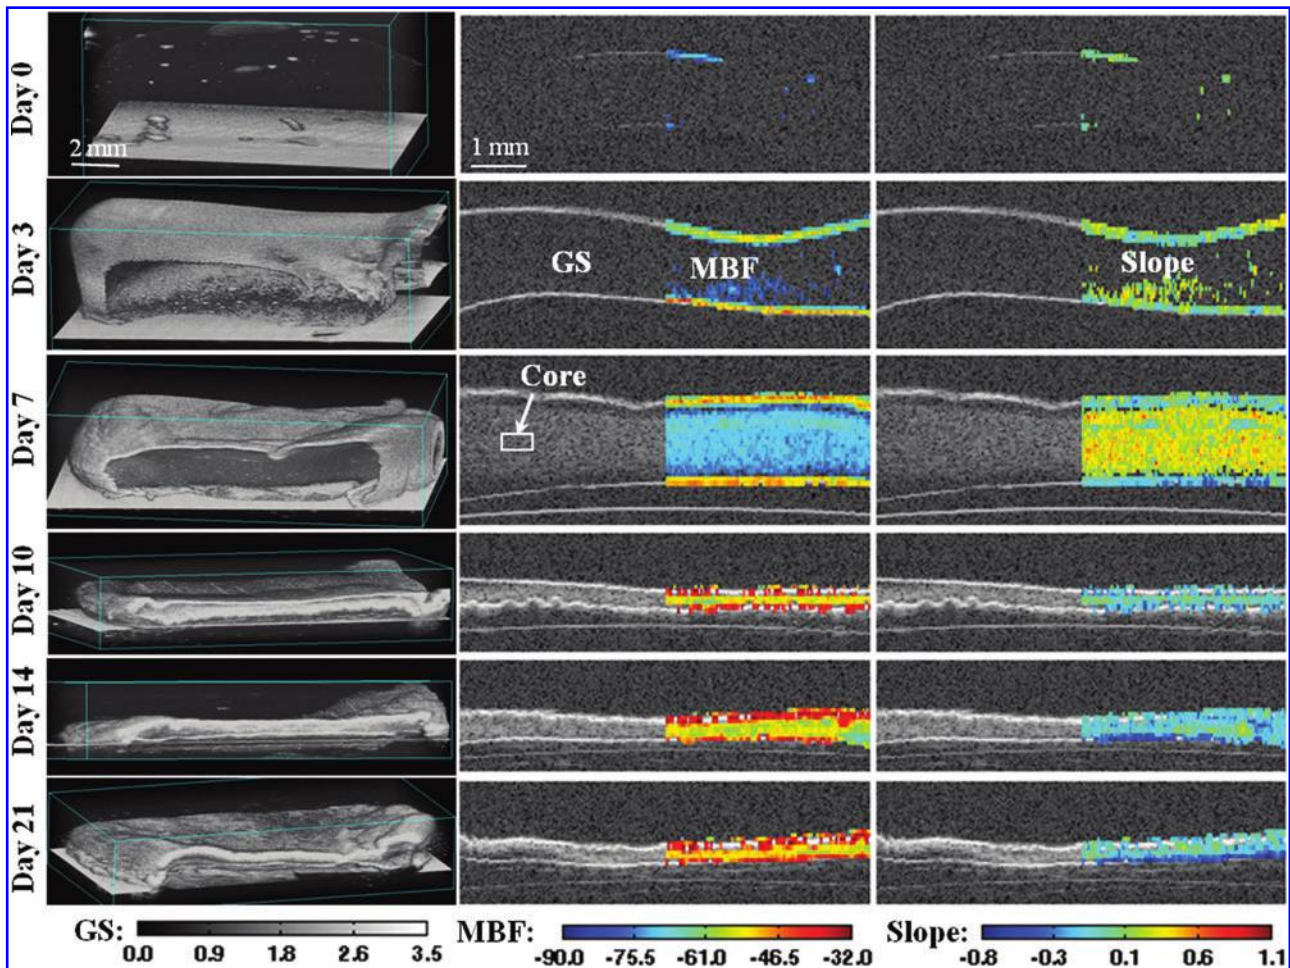 Day 0
2 mm
1 mm
Day 3
GS
MBF
Slope
Day 7
Core
Day 10
Day 14
Day 21
GS:
0.0 0.9 1.8 2.6 3.5
MBF:
-90.0 -75.5 -61.0 -46.5 -32.0
Slope:
-0.8 -0.3 0.1 0.6 1.1